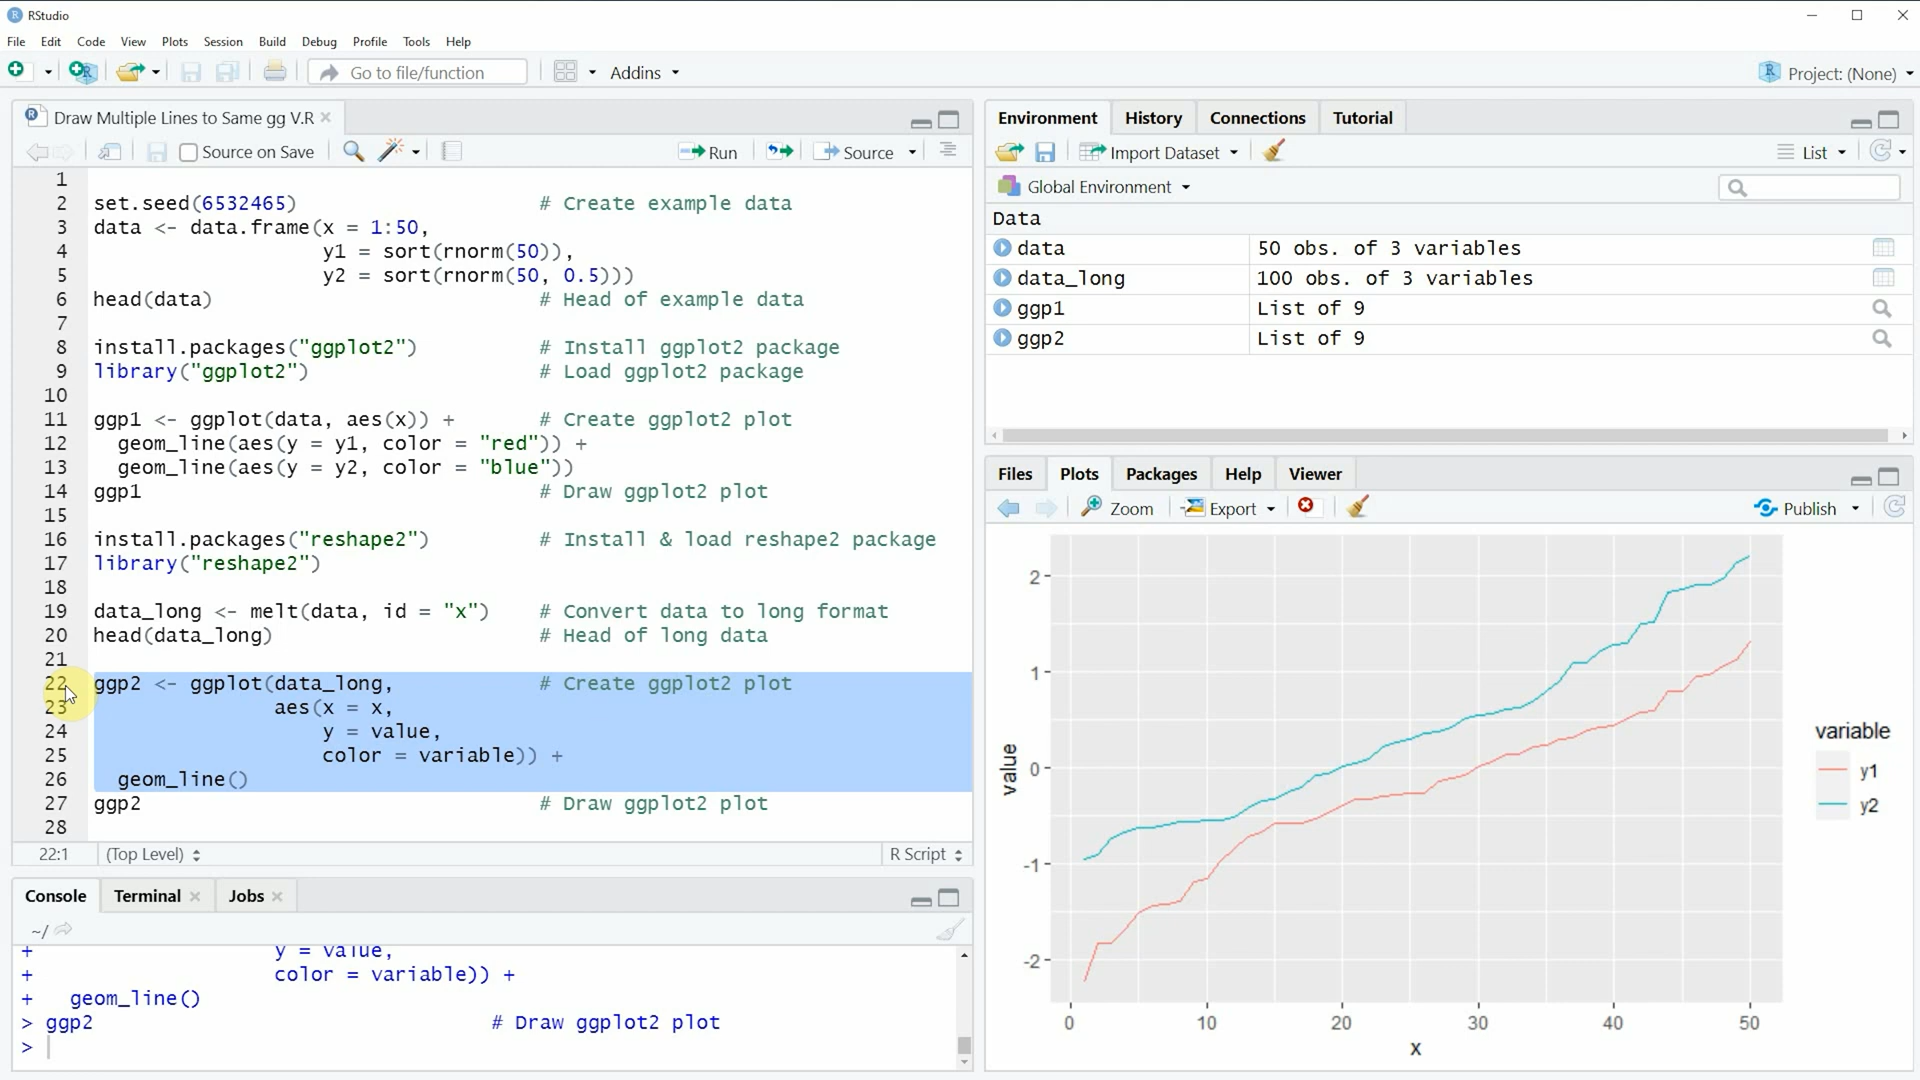 RStudio
File Edit Code View Plots Session Build Debug Profile Tools Help
Go to file/function Addins Project: (None)
Draw Multiple Lines to Same gg V.R
Source on Save Run Source
1
2 set.seed(6532465) # Create example data
3 data <- data.frame(x = 1:50,
4 y1 = sort(rnorm(50)),
5 y2 = sort(rnorm(50, 0.5)))
6 head(data) # Head of example data
7
8 install.packages("ggplot2") # Install ggplot2 package
9 library("ggplot2") # Load ggplot2 package
10
11 ggp1 <- ggplot(data, aes(x)) + # Create ggplot2 plot
12 geom_line(aes(y = y1, color = "red")) +
13 geom_line(aes(y = y2, color = "blue"))
14 ggp1 # Draw ggplot2 plot
15
16 install.packages("reshape2") # Install & load reshape2 package
17 library("reshape2")
18
19 data_long <- melt(data, id = "x") # Convert data to long format
20 head(data_long) # Head of long data
21
22 ggp2 <- ggplot(data_long, # Create ggplot2 plot
23 aes(x = x,
24 y = value,
25 color = variable)) +
26 geom_line()
27 ggp2 # Draw ggplot2 plot
28
22:1 (Top Level) R Script
Console Terminal Jobs
~/
+ y = value,
+ color = variable)) +
+ geom_line()
> ggp2 # Draw ggplot2 plot
>
Environment History Connections Tutorial
Import Dataset List
Global Environment
Data
data 50 obs. of 3 variables
data_long 100 obs. of 3 variables
ggp1 List of 9
ggp2 List of 9
Files Plots Packages Help Viewer
Zoom Export Publish
2
1
0
-1
-2
value
0 10 20 30 40 50
x
variable
y1
y2